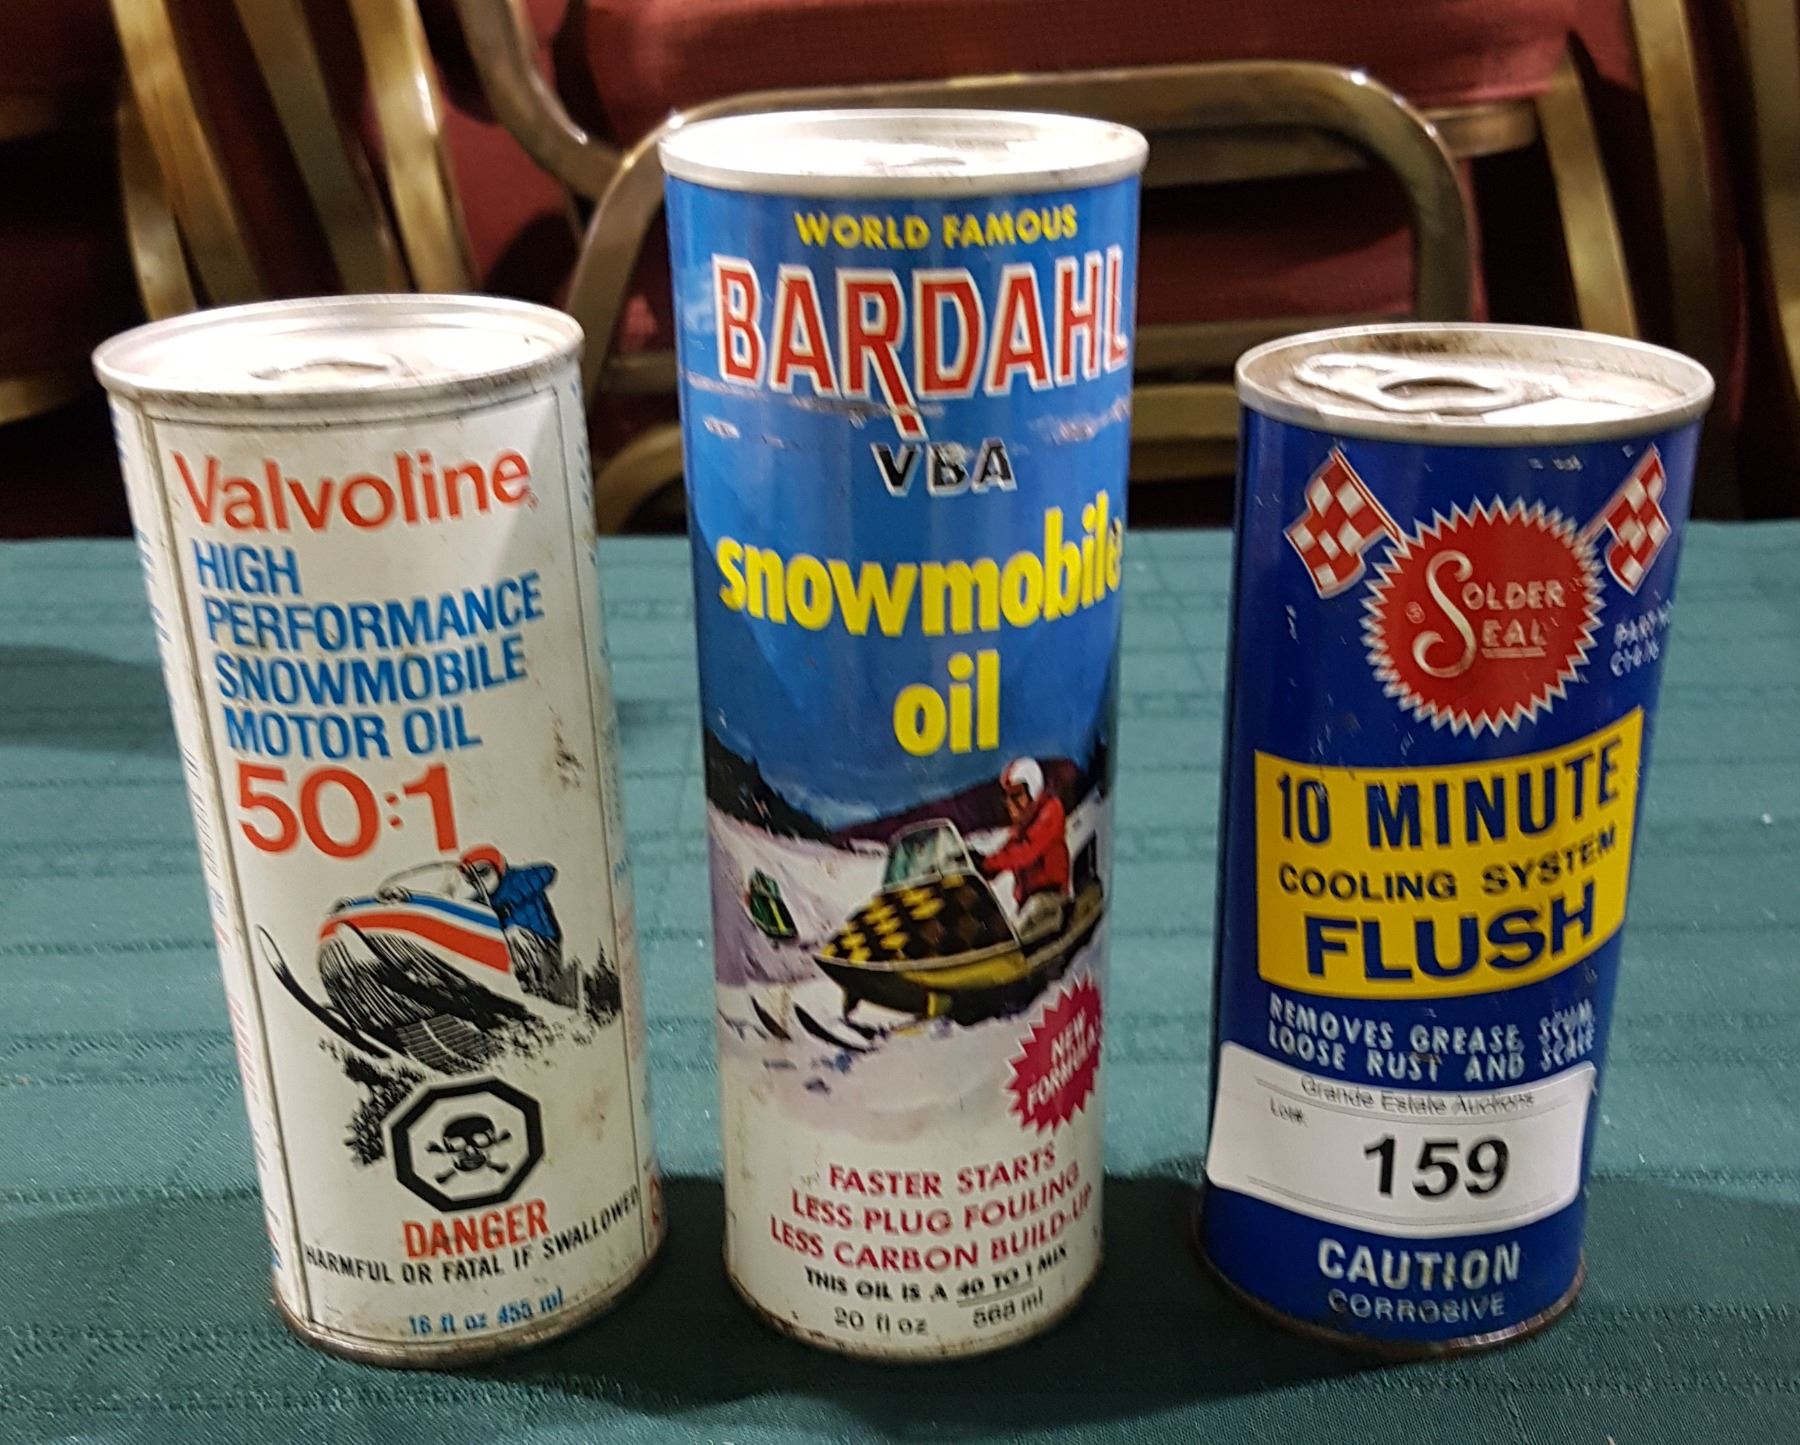 Valvoline
HIGH
PERFORMANCE
SNOWMOBILE
MOTOR OIL
50:1
DANGER
HARMFUL OR FATAL IF SWALLOWED
16 fl oz 455 ml
WORLD FAMOUS
BARDAHL
VBA
snowmobile
oil
NEW
FORMULA
FASTER STARTS
LESS PLUG FOULING
LESS CARBON BUILD-UP
THIS OIL IS A 40 TO 1 MIX
20 fl oz 568 ml
SOLDER
SEAL
10 MINUTE
COOLING SYSTEM
FLUSH
REMOVES GREASE, SCUM,
LOOSE RUST AND SCALE
Grande Estate Auctions
Lot#:
159
CAUTION
CORROSIVE